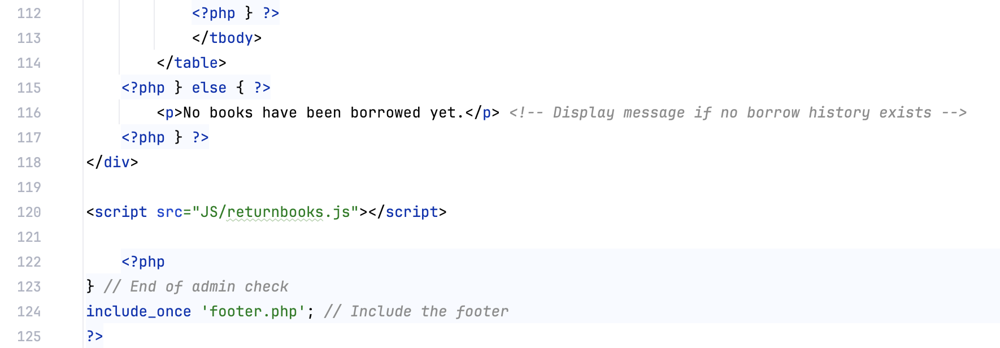 112 <?php } ?>
113 </tbody>
114 </table>
115 <?php } else { ?>
116 <p>No books have been borrowed yet.</p> <!-- Display message if no borrow history exists -->
117 <?php } ?>
118 </div>
119
120 <script src="JS/returnbooks.js"></script>
121
122 <?php
123 } // End of admin check
124 include_once 'footer.php'; // Include the footer
125 ?>